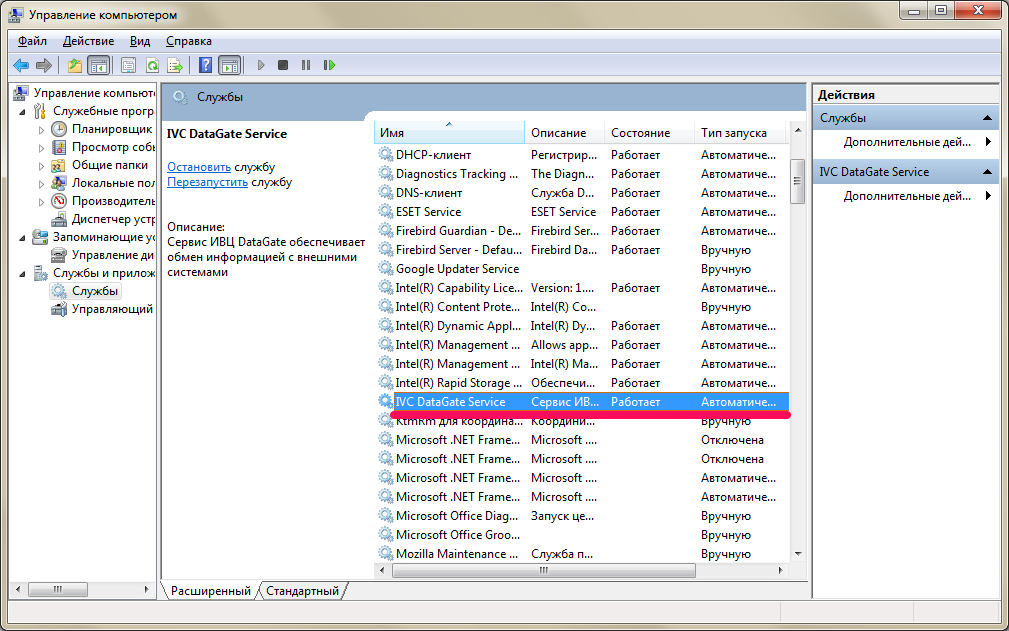 Управление компьютером
Файл Действие Вид Справка
Управление компьюте
Служебные прогр
Планировщик
Просмотр собы
Общие папки
Локальные пол
Производитель
Диспетчер устр
Запоминающие ус
Управление ди
Службы и прилож
Службы
Управляющий
Службы
IVC DataGate Service
Остановить службу
Перезапустить службу
Описание:
Сервис ИВЦ DataGate обеспечивает
обмен информацией с внешними
системами
Имя Описание Состояние Тип запуска
DHCP-клиент Регистрир... Работает Автоматиче...
Diagnostics Tracking ... The Diagn... Работает Автоматиче...
DNS-клиент Служба D... Работает Автоматиче...
ESET Service ESET Service Работает Автоматиче...
Firebird Guardian - De... Firebird Ser... Работает Автоматиче...
Firebird Server - Defau... Firebird Da... Работает Вручную
Google Updater Service Вручную
Intel(R) Capability Lice... Version: 1.... Работает Автоматиче...
Intel(R) Content Prote... Intel(R) Co... Вручную
Intel(R) Dynamic Appl... Intel(R) Dy... Работает Автоматиче...
Intel(R) Management ... Allows app... Работает Автоматиче...
Intel(R) Management ... Intel(R) Ma... Работает Автоматиче...
Intel(R) Rapid Storage ... Обеспечи... Работает Автоматиче...
IVC DataGate Service Сервис ИВ... Работает Автоматиче...
KtmRm для координа... Координи... Вручную
Microsoft .NET Frame... Microsoft .... Отключена
Microsoft .NET Frame... Microsoft .... Отключена
Microsoft .NET Frame... Microsoft .... Автоматиче...
Microsoft .NET Frame... Microsoft .... Автоматиче...
Microsoft Office Diag... Запуск це... Вручную
Microsoft Office Groo... Вручную
Mozilla Maintenance ... Служба п... Вручную
Расширенный Стандартный
Действия
Службы
Дополнительные дей...
IVC DataGate Service
Дополнительные дей...